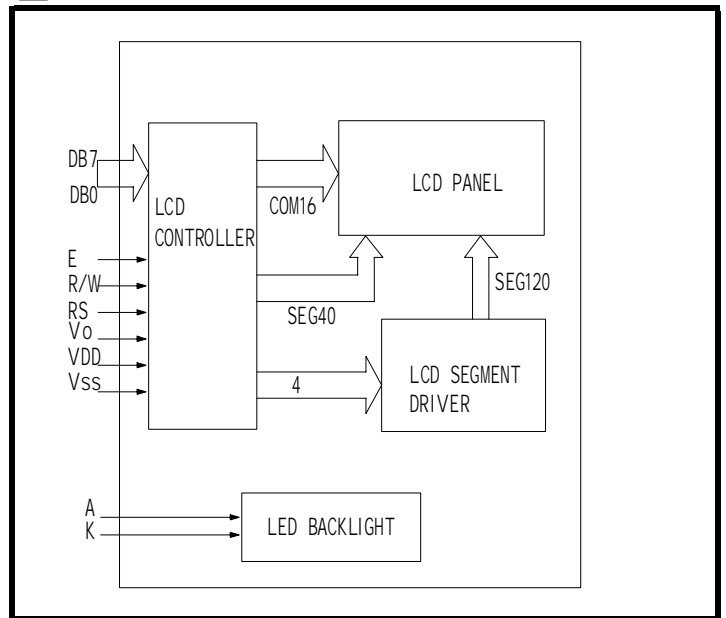 DB7
DB0
LCD
CONTROLLER
COM16
LCD PANEL
E
R/W
RS
Vo
VDD
Vss
SEG40
SEG120
4
LCD SEGMENT
DRIVER
A
K
LED BACKLIGHT